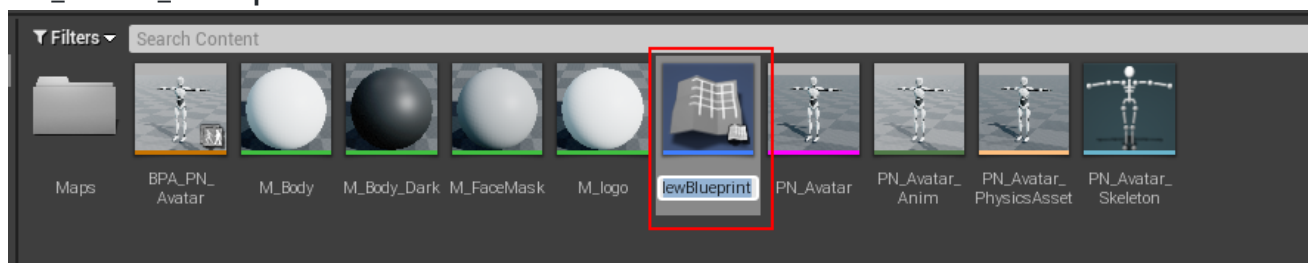 Filters
Search Content
Maps
BPA_PN_
Avatar
M_Body
M_Body_Dark
M_FaceMask
M_logo
lewBlueprint
PN_Avatar
PN_Avatar_
Anim
PN_Avatar_
PhysicsAsset
PN_Avatar_
Skeleton